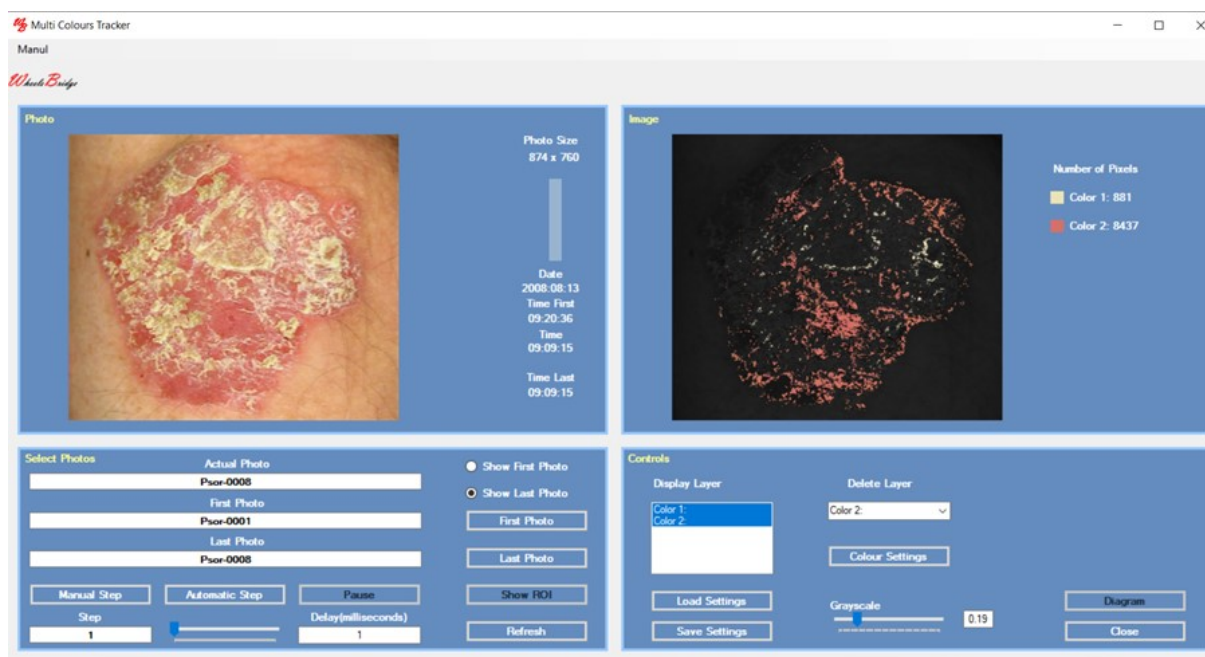 Multi Colours Tracker
Manul
WheelsBridge
Photo
Photo Size
874 x 760
Date
2008:08:13
Time First
09:20:36
Time
09:09:15
Time Last
09:09:15
Image
Number of Pixels
Color 1: 881
Color 2: 8437
Select Photos
Actual Photo
Psor-0008
First Photo
Psor-0001
Last Photo
Psor-0008
Show First Photo
Show Last Photo
First Photo
Last Photo
Manual Step
Automatic Step
Pause
Show ROI
Step
1
Delay(milliseconds)
1
Refresh
Controls
Display Layer
Color 1:
Color 2:
Delete Layer
Color 2:
Colour Settings
Load Settings
Save Settings
Grayscale
0.19
Diagram
Close